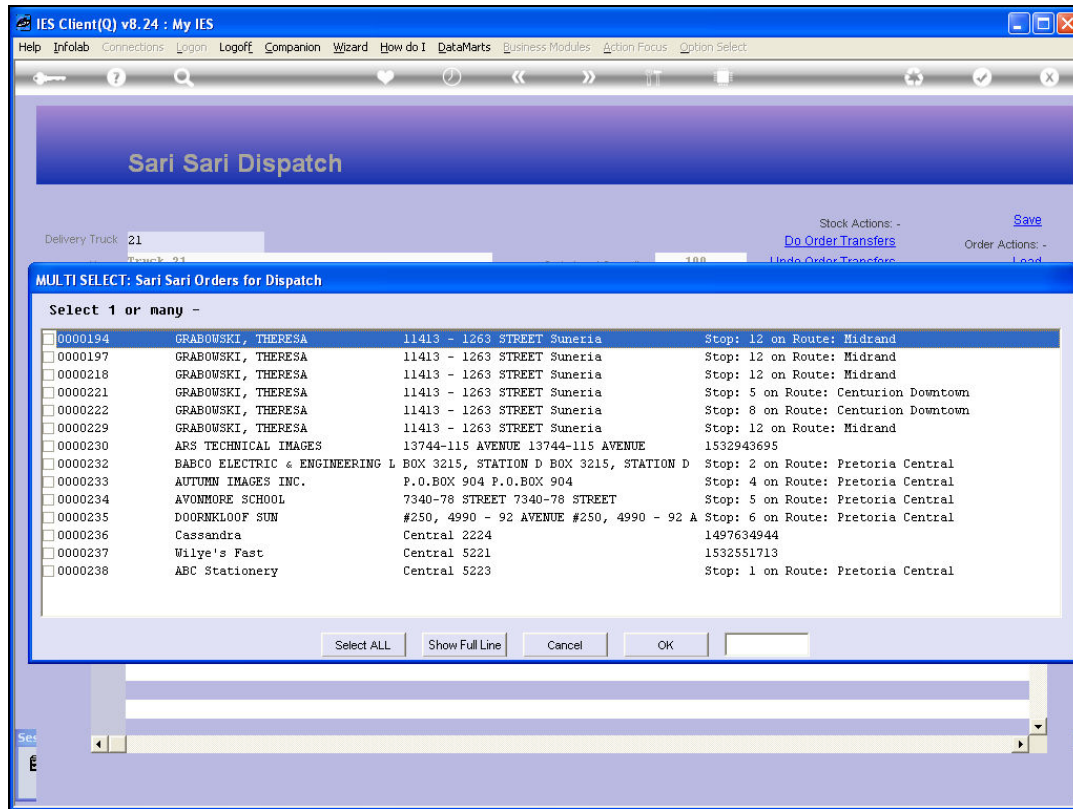 IES Client(Q) v8.24 : My IES
Help Infolab Connections Logon Logoff Companion Wizard How do I DataMarts Business Modules Action Focus Option Select
Sari Sari Dispatch
Stock Actions: - Save
Delivery Truck 21 Do Order Transfers Order Actions: -
Truck 21 100 Undo Order Transfers Load
MULTI SELECT: Sari Sari Orders for Dispatch
Select 1 or many -
0000194 GRABOWSKI, THERESA 11413 - 1263 STREET Suneria Stop: 12 on Route: Midrand
0000197 GRABOWSKI, THERESA 11413 - 1263 STREET Suneria Stop: 12 on Route: Midrand
0000218 GRABOWSKI, THERESA 11413 - 1263 STREET Suneria Stop: 12 on Route: Midrand
0000221 GRABOWSKI, THERESA 11413 - 1263 STREET Suneria Stop: 5 on Route: Centurion Downtown
0000222 GRABOWSKI, THERESA 11413 - 1263 STREET Suneria Stop: 8 on Route: Centurion Downtown
0000229 GRABOWSKI, THERESA 11413 - 1263 STREET Suneria Stop: 12 on Route: Midrand
0000230 ARS TECHNICAL IMAGES 13744-115 AVENUE 13744-115 AVENUE 1532943695
0000232 BABCO ELECTRIC & ENGINEERING L BOX 3215, STATION D BOX 3215, STATION D Stop: 2 on Route: Pretoria Central
0000233 AUTUMN IMAGES INC. P.O.BOX 904 P.O.BOX 904 Stop: 4 on Route: Pretoria Central
0000234 AVONMORE SCHOOL 7340-78 STREET 7340-78 STREET Stop: 5 on Route: Pretoria Central
0000235 DOORNKLOOF SUN #250, 4990 - 92 AVENUE #250, 4990 - 92 A Stop: 6 on Route: Pretoria Central
0000236 Cassandra Central 2224 1497634944
0000237 Wilye's Fast Central 5221 1532551713
0000238 ABC Stationery Central 5223 Stop: 1 on Route: Pretoria Central
Select ALL Show Full Line Cancel OK
Ses